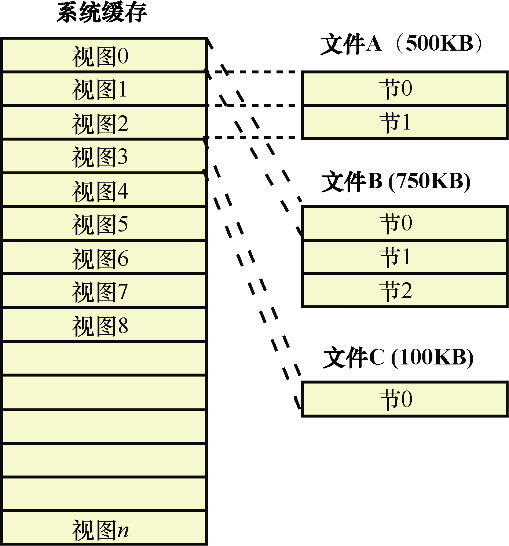 系统缓存
视图0
视图1
视图2
视图3
视图4
视图5
视图6
视图7
视图8
视图n
文件A（500KB）
节0
节1
文件B (750KB)
节0
节1
节2
文件C (100KB)
节0